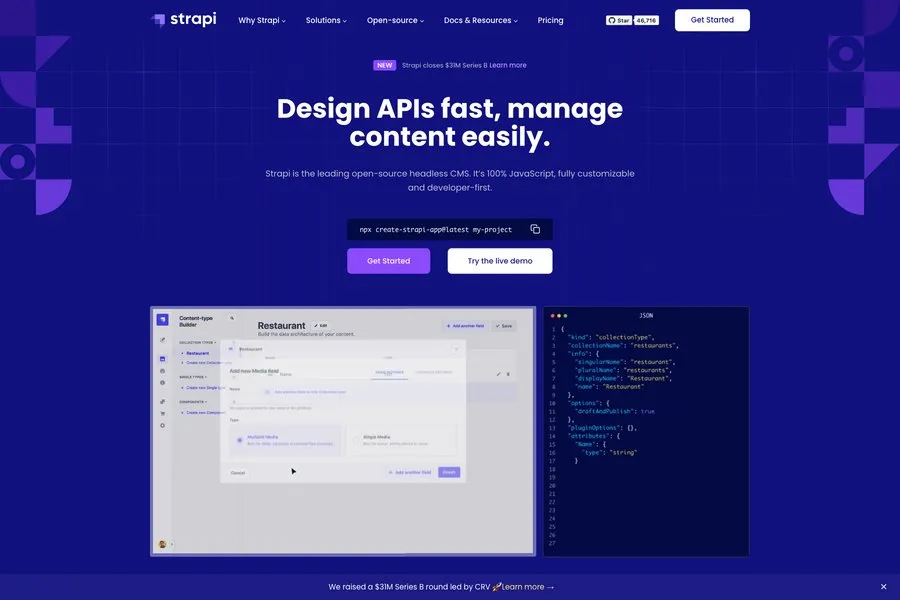 strapi
Why Strapi
Solutions
Open-source
Docs & Resources
Pricing
Star
46,716
Get Started
NEW
Strapi closes $31M Series B Learn more
Design APIs fast, manage
content easily.
Strapi is the leading open-source headless CMS. It's 100% JavaScript, fully customizable
and developer-first.
npx create-strapi-app@latest my-project
Get Started
Try the live demo
Content-type
Builder
COLLECTION TYPES
Restaurant
Create new
SINGLE TYPES
Create new
COMPONENTS
Create new
Restaurant
Edit
Build the data architecture of your content.
Add another field
Save
Restaurant
Add new Media field
Name
Name
Type
Multiple Media
Single Media
Cancel
Add another field
Finish
JSON
1 {
2 "kind": "collectionType",
3 "collectionName": "restaurants",
4 "info": {
5 "singularName": "restaurant",
6 "pluralName": "restaurants",
7 "displayName": "Restaurant",
8 "name": "Restaurant"
9 },
10 "options": {
11 "draftAndPublish": true
12 },
13 "pluginOptions": {},
14 "attributes": {
15 "Name": {
16 "type": "string"
17 }
18
19
20
21
22
23
24
25
26
27
We raised a $31M Series B round led by CRV 🚀 Learn more →